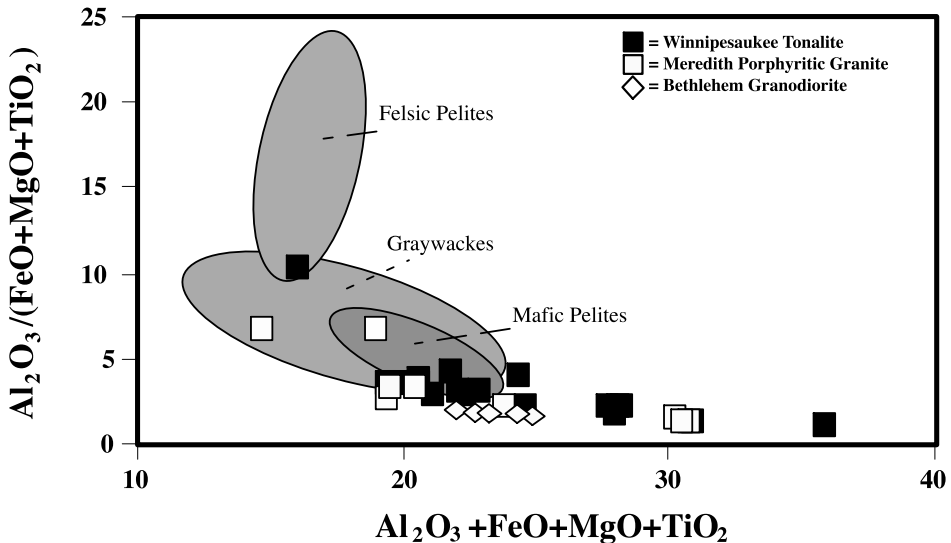 25
20
15
10
5
0
Al₂O₃/(FeO+MgO+TiO₂)
= Winnipesaukee Tonalite
= Meredith Porphyritic Granite
= Bethlehem Granodiorite
Felsic Pelites
Graywackes
Mafic Pelites
10 20 30 40
Al₂O₃+FeO+MgO+TiO₂